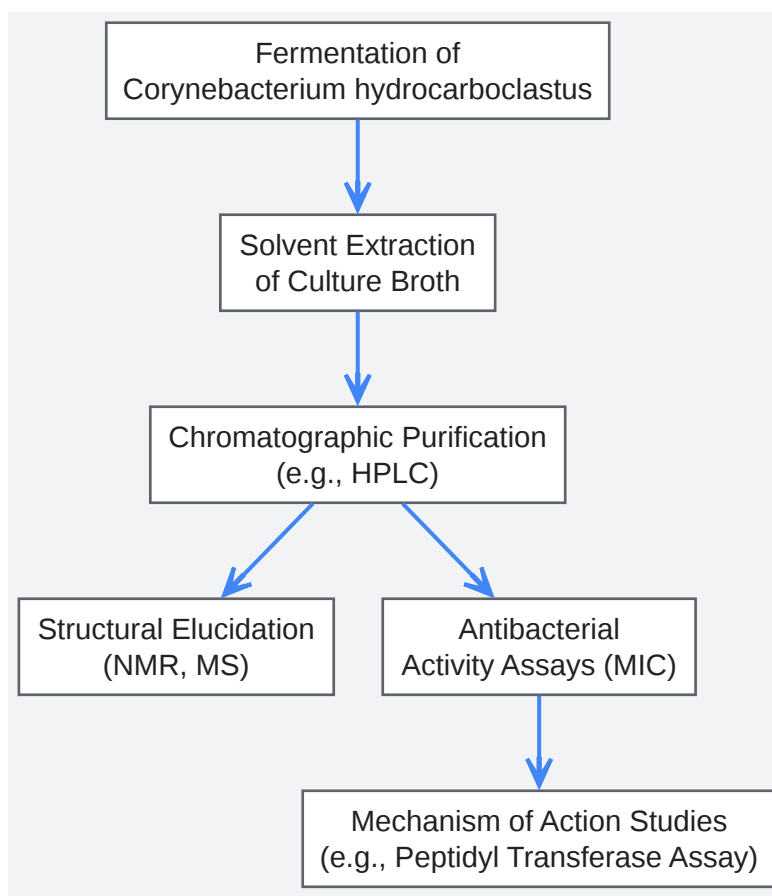 Fermentation of
Corynebacterium hydrocarboclastus
Solvent Extraction
of Culture Broth
Chromatographic Purification
(e.g., HPLC)
Structural Elucidation
(NMR, MS)
Antibacterial
Activity Assays (MIC)
Mechanism of Action Studies
(e.g., Peptidyl Transferase Assay)